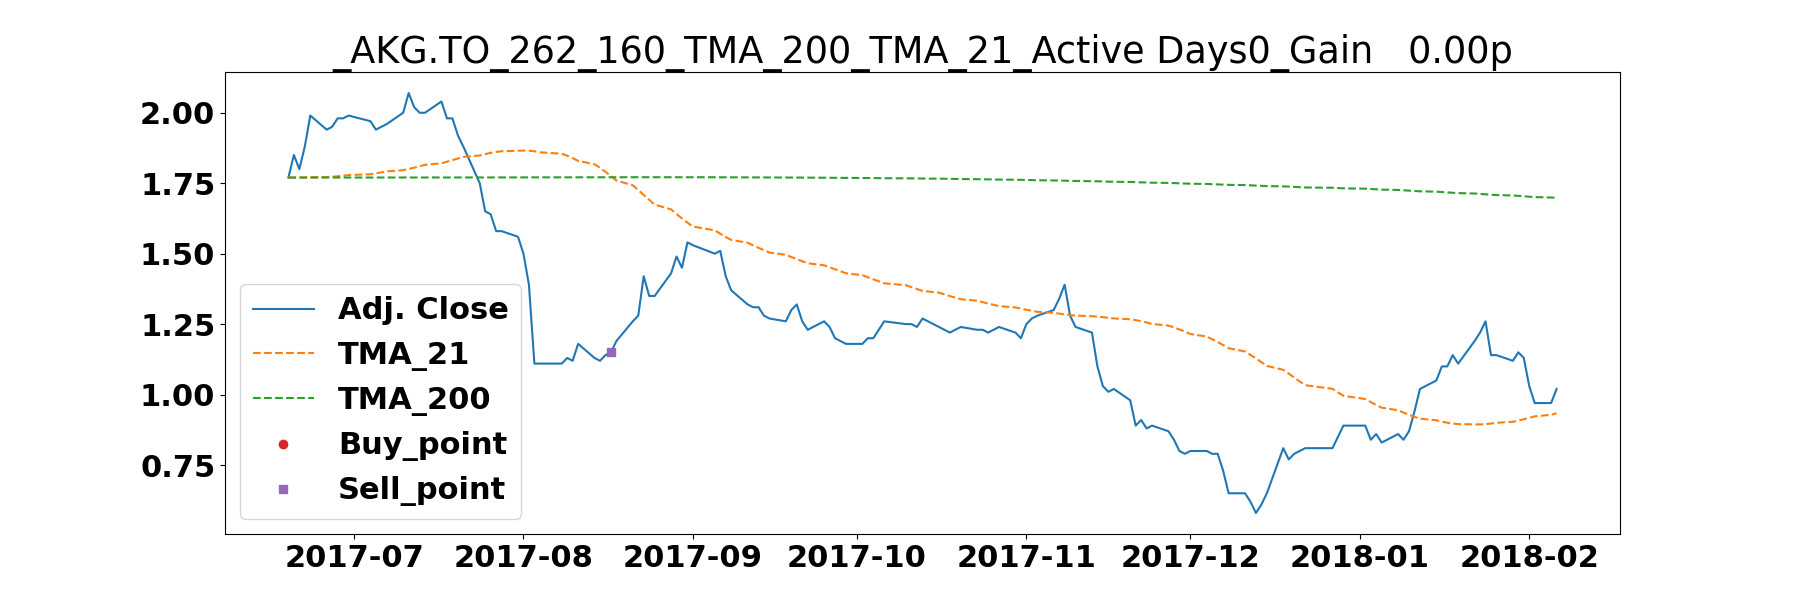 _AKG.TO_262_160_TMA_200_TMA_21_Active Days0_Gain   0.00p
2.00
1.75
1.50
1.25
1.00
0.75
Adj. Close
TMA_21
TMA_200
Buy_point
Sell_point
2017-07 2017-08 2017-09 2017-10 2017-11 2017-12 2018-01 2018-02